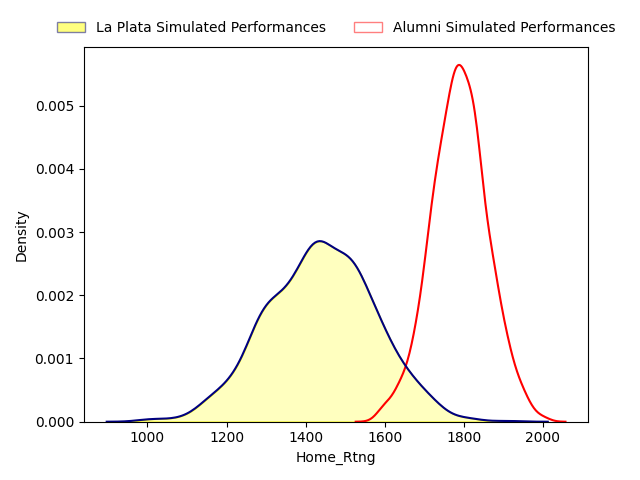 La Plata Simulated Performances
Alumni Simulated Performances
Density
0.005
0.004
0.003
0.002
0.001
0.000
1000 1200 1400 1600 1800 2000
Home_Rtng